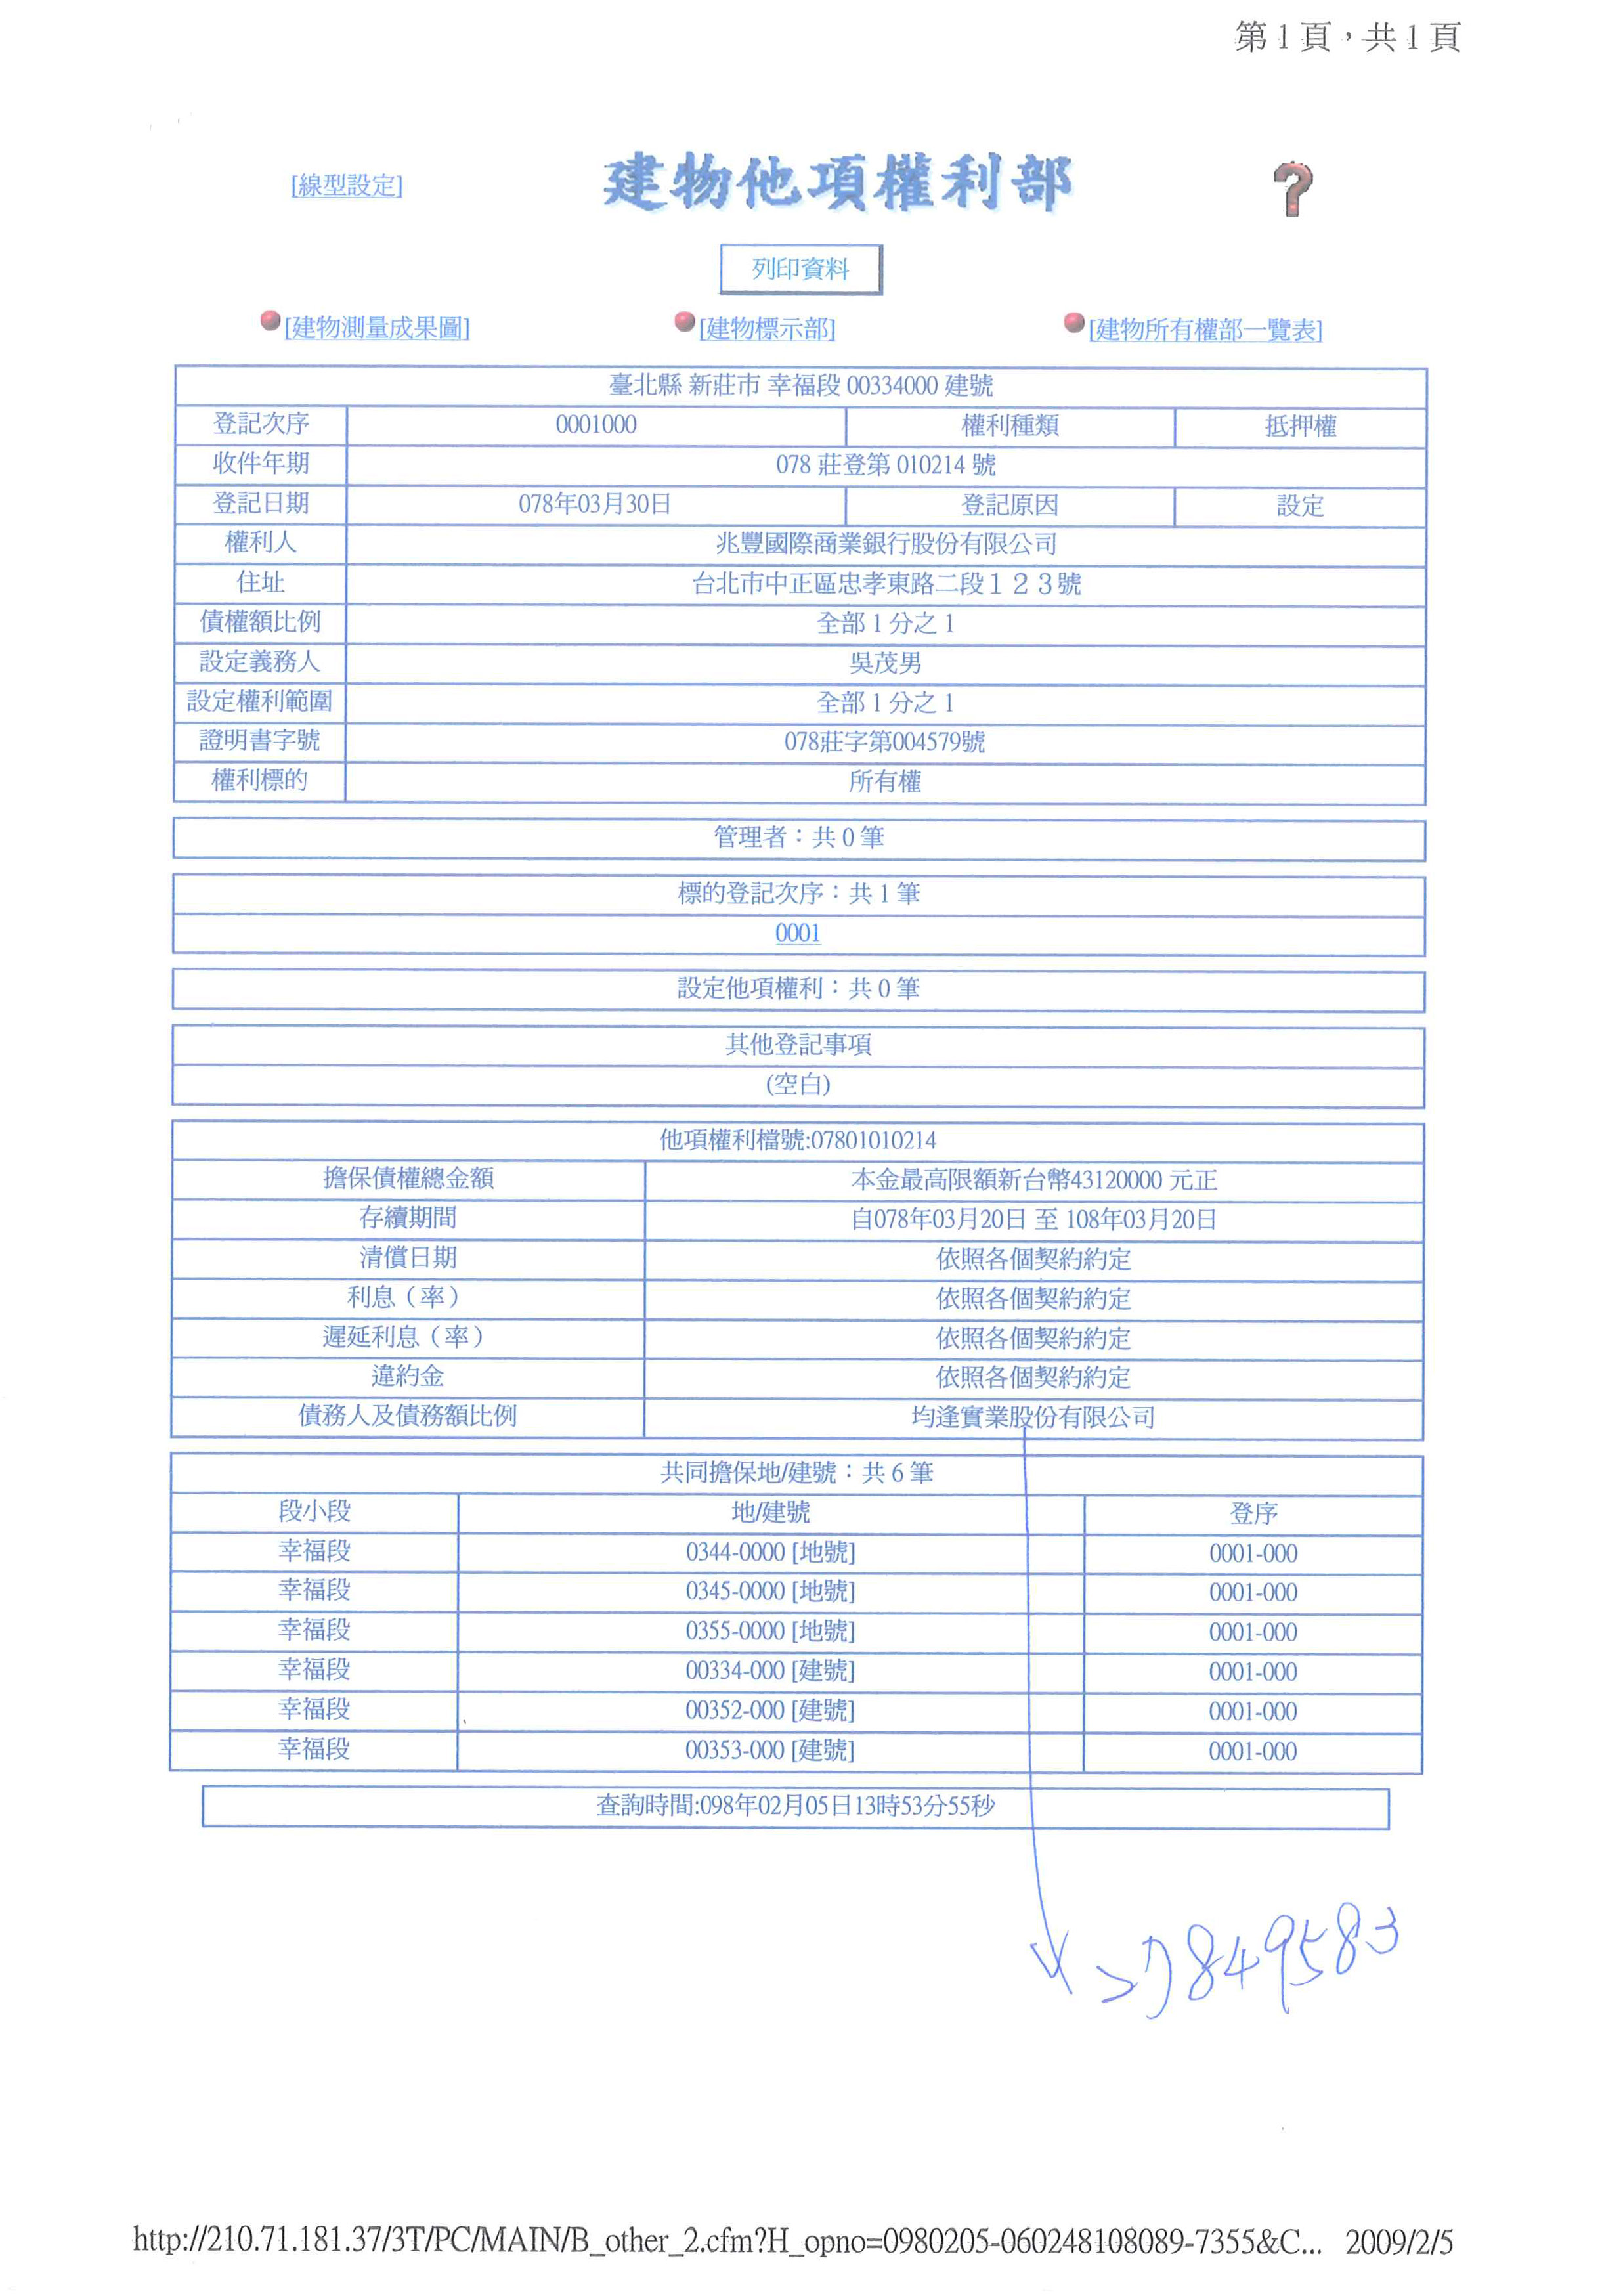 第1頁，共1頁
[線型設定] 建物他項權利部
列印資料
[建物測量成果圖] [建物標示部] [建物所有權部一覽表]
臺北縣 新莊市 幸福段 00334000 建號
登記次序 0001000 權利種類 抵押權
收件年期 078 莊登第 010214 號
登記日期 078年03月30日 登記原因 設定
權利人 兆豐國際商業銀行股份有限公司
住址 台北市中正區忠孝東路二段１２３號
債權額比例 全部 1 分之 1
設定義務人 吳茂男
設定權利範圍 全部 1 分之 1
證明書字號 078莊字第004579號
權利標的 所有權
管理者：共 0 筆
標的登記次序：共 1 筆
0001
設定他項權利：共 0 筆
其他登記事項
(空白)
他項權利檔號:07801010214
擔保債權總金額 本金最高限額新台幣43120000 元正
存續期間 自078年03月20日 至 108年03月20日
清償日期 依照各個契約約定
利息（率） 依照各個契約約定
遲延利息（率） 依照各個契約約定
違約金 依照各個契約約定
債務人及債務額比例 均逢實業股份有限公司
共同擔保地/建號：共 6 筆
段小段 地/建號 登序
幸福段 0344-0000 [地號] 0001-000
幸福段 0345-0000 [地號] 0001-000
幸福段 0355-0000 [地號] 0001-000
幸福段 00334-000 [建號] 0001-000
幸福段 00352-000 [建號] 0001-000
幸福段 00353-000 [建號] 0001-000
查詢時間:098年02月05日13時53分55秒
27849583
http://210.71.181.37/3T/PC/MAIN/B_other_2.cfm?H_opno=0980205-060248108089-7355&C... 2009/2/5